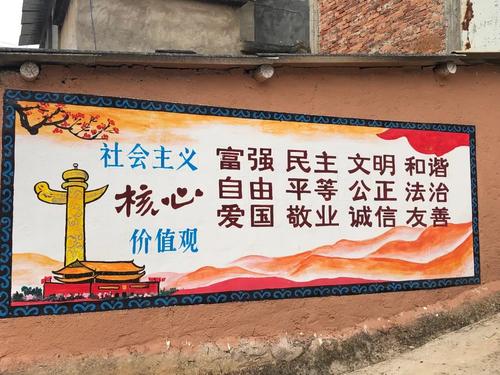 社会主义
核心
价值观
富强 民主 文明 和谐
自由 平等 公正 法治
爱国 敬业 诚信 友善